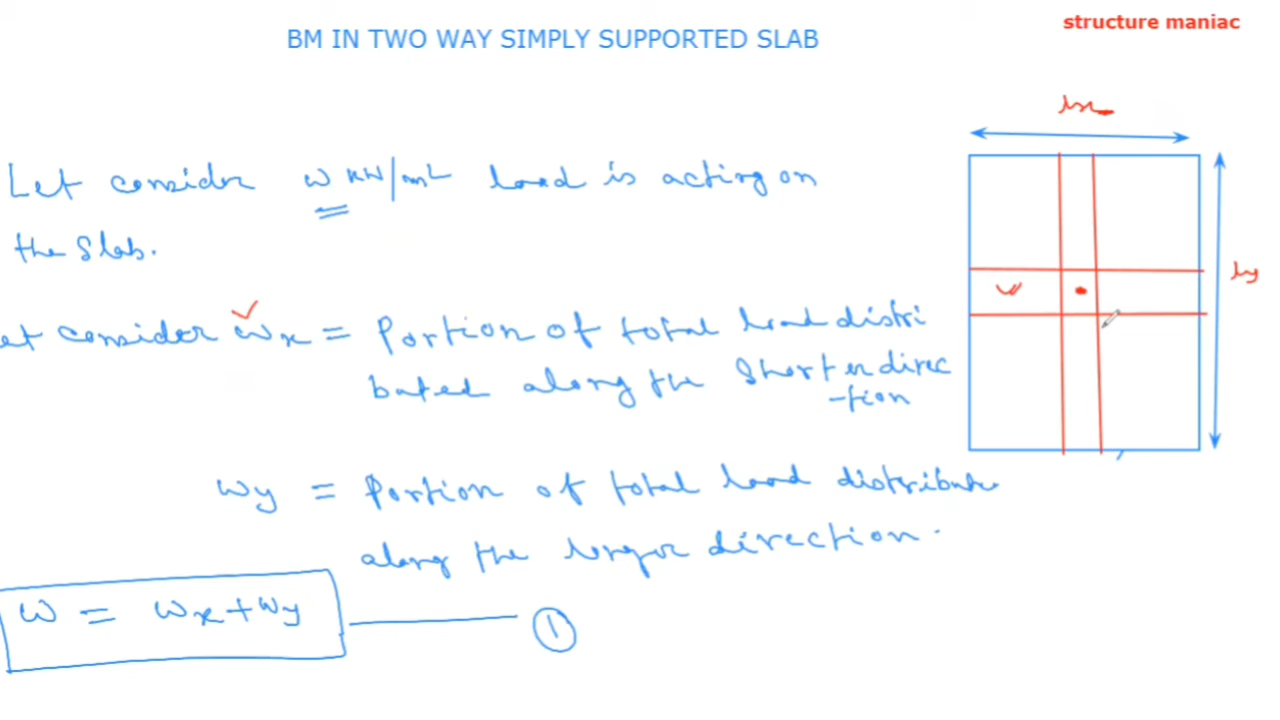 structure maniac
BM IN TWO WAY SIMPLY SUPPORTED SLAB
lx
Let consider w kN/m2 load is acting on
the Slab.
ly
et consider wx = Portion of total load distri
buted along the Shorter direc
-tion
wy = Portion of total load distribute
along the longer direction.
w = wx+wy ①